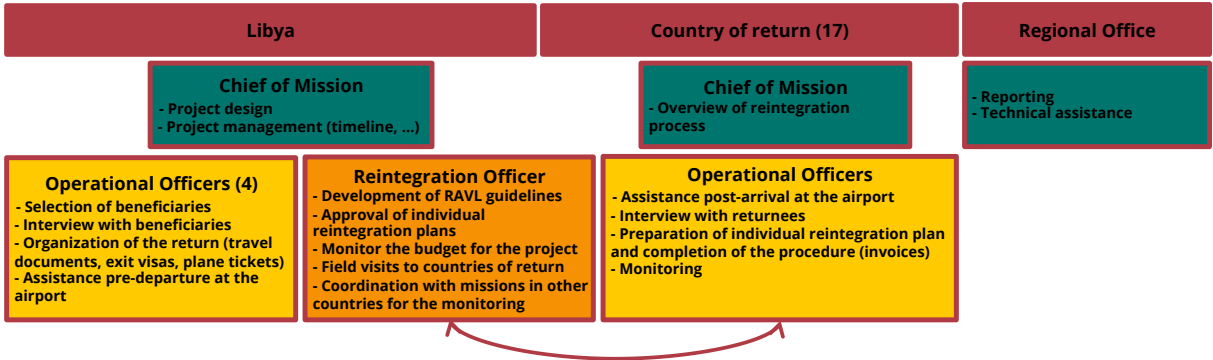 Libya
Country of return (17)
Regional Office
Chief of Mission
- Project design
- Project management (timeline, ...)
Chief of Mission
- Overview of reintegration
process
- Reporting
- Technical assistance
Operational Officers (4)
- Selection of beneficiaries
- Interview with beneficiaries
- Organization of the return (travel
documents, exit visas, plane tickets)
- Assistance pre-departure at the
airport
Reintegration Officer
- Development of RAVL guidelines
- Approval of individual
reintegration plans
- Monitor the budget for the project
- Field visits to countries of return
- Coordination with missions in other
countries for the monitoring
Operational Officers
- Assistance post-arrival at the airport
- Interview with returnees
- Preparation of individual reintegration plan
and completion of the procedure (invoices)
- Monitoring